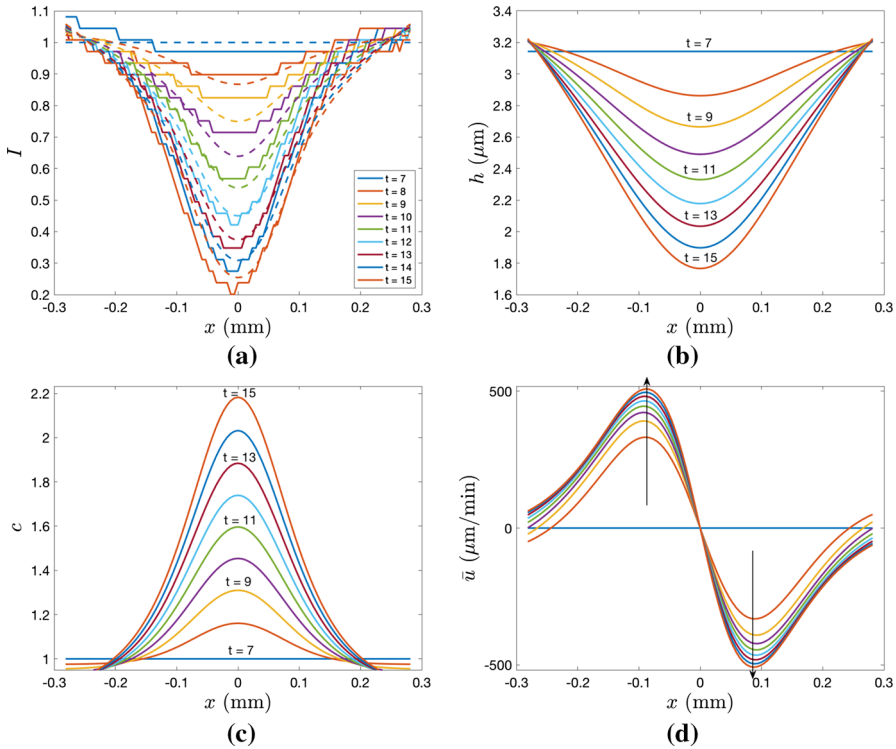 1.1
1
0.9
0.8
0.7
0.6
0.5
0.4
0.3
0.2
I
t = 7
t = 8
t = 9
t = 10
t = 11
t = 12
t = 13
t = 14
t = 15
-0.3 -0.2 -0.1 0 0.1 0.2 0.3
x (mm)
(a)
3.4
3.2
3
2.8
2.6
2.4
2.2
2
1.8
1.6
h (μm)
t = 7
t = 9
t = 11
t = 13
t = 15
-0.3 -0.2 -0.1 0 0.1 0.2 0.3
x (mm)
(b)
2.2
2
1.8
1.6
1.4
1.2
1
c
t = 15
t = 13
t = 11
t = 9
t = 7
-0.3 -0.2 -0.1 0 0.1 0.2 0.3
x (mm)
(c)
500
0
-500
ū (μm/min)
-0.3 -0.2 -0.1 0 0.1 0.2 0.3
x (mm)
(d)